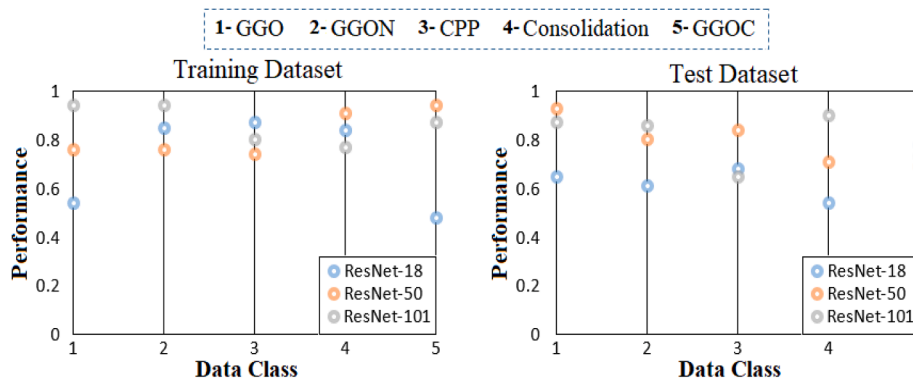 1- GGO 2- GGON 3- CPP 4- Consolidation 5- GGOC
Training Dataset
Performance
1
0.8
0.6
0.4
0.2
0
1 2 3 4 5
Data Class
ResNet-18
ResNet-50
ResNet-101
Test Dataset
Performance
1
0.8
0.6
0.4
0.2
0
1 2 3 4
Data Class
ResNet-18
ResNet-50
ResNet-101